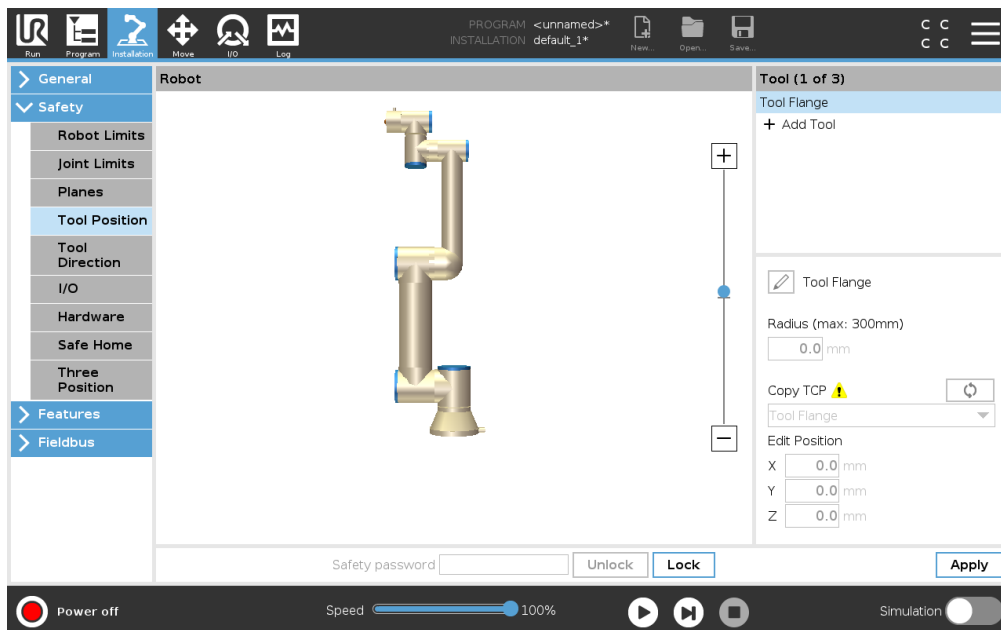 PROGRAM <unnamed>*
INSTALLATION default_1*
Run
Program
Installation
Move
I/O
Log
New...
Open...
Save...
C C
C C
General
Safety
Robot Limits
Joint Limits
Planes
Tool Position
Tool
Direction
I/O
Hardware
Safe Home
Three
Position
Features
Fieldbus
Robot
Tool (1 of 3)
Tool Flange
+ Add Tool
Tool Flange
Radius (max: 300mm)
0.0 mm
Copy TCP
Tool Flange
Edit Position
X 0.0 mm
Y 0.0 mm
Z 0.0 mm
Safety password
Unlock
Lock
Apply
Power off
Speed
100%
Simulation